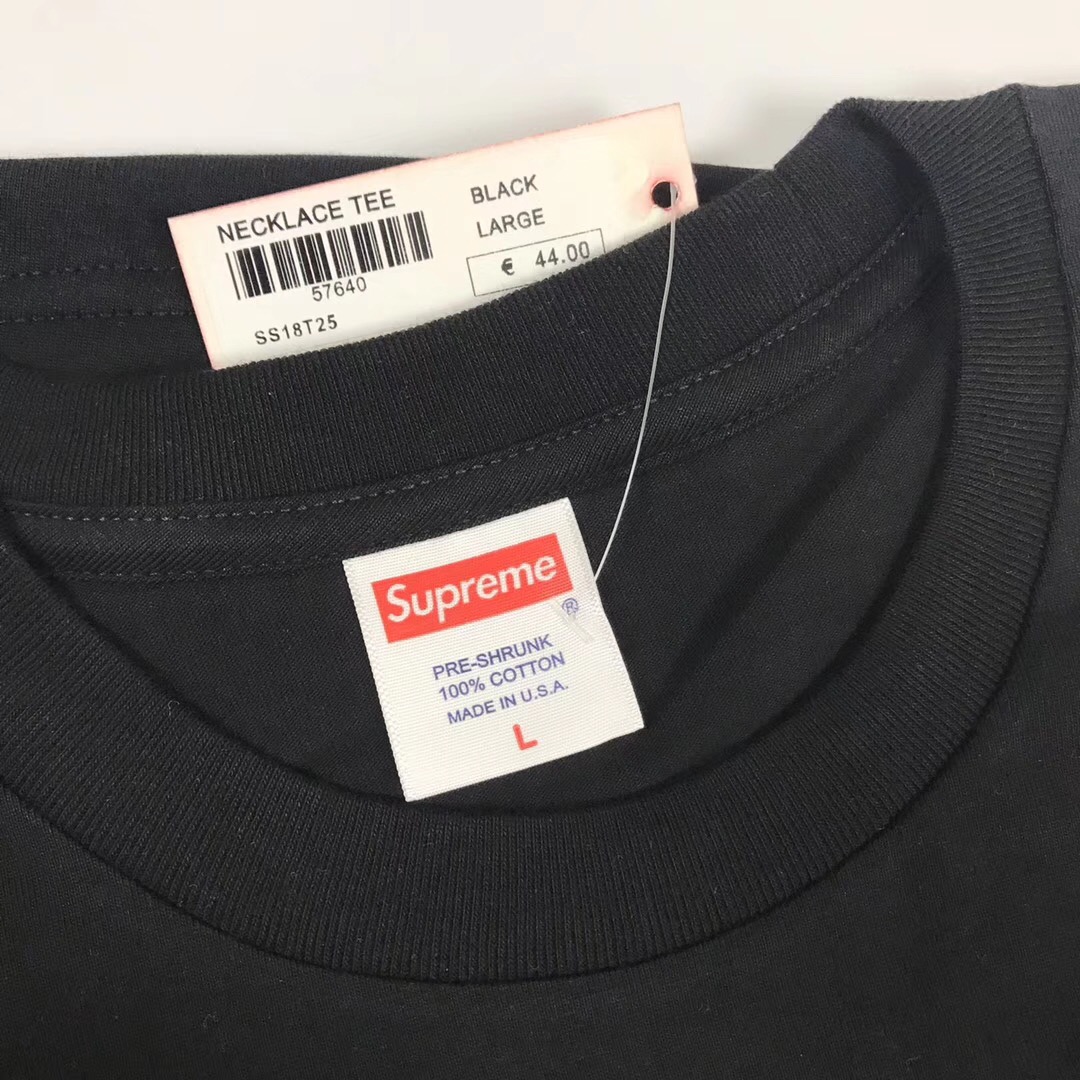 NECKLACE TEE
57640
SS18T25
BLACK
LARGE
€ 44.00
Supreme
®
PRE-SHRUNK
100% COTTON
MADE IN U.S.A.
L